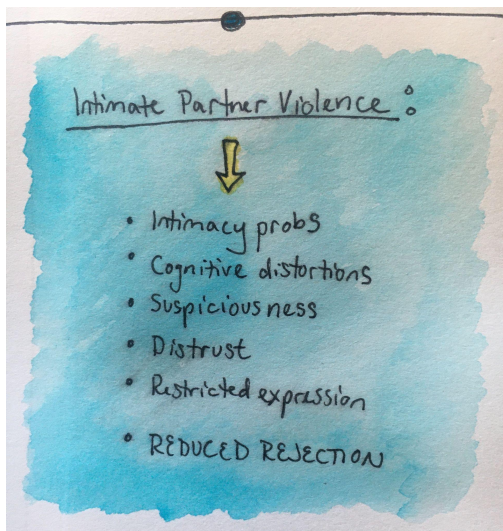 Intimate Partner Violence :
• Intimacy probs
• Cognitive distortions
• Suspiciousness
• Distrust
• Restricted expression
• REDUCED REJECTION